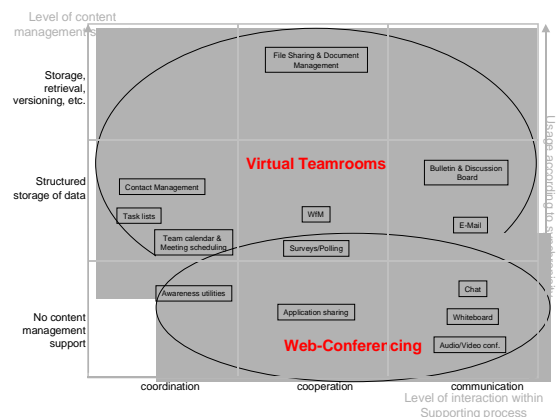 Level of content
management s
File Sharing & Document
Management
Storage,
retrieval,
versioning, etc.
Virtual Teamrooms
Bulletin & Discussion
Board
Structured
storage of data
Contact Management
Task lists
WfM
E-Mail
Team calendar &
Meeting scheduling
Surveys/Polling
Usage according to synchronicity
Awareness utilities
Chat
Application sharing
Whiteboard
No content
management
support
Web-Conferencing
Audio/Video conf.
coordination
cooperation
communication
Level of interaction within
Supporting process